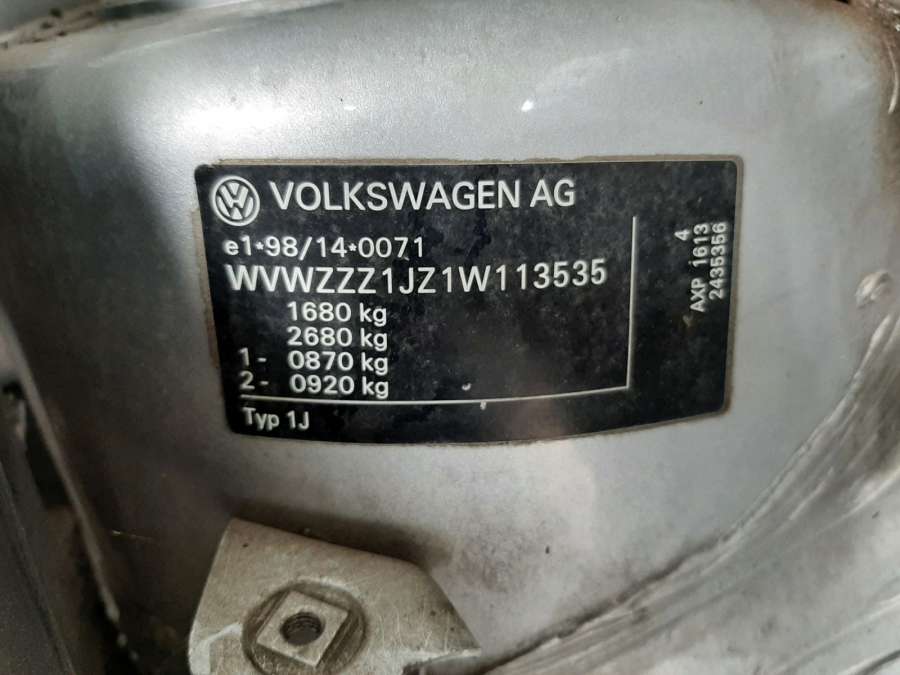 VOLKSWAGEN AG
e1*98/14*0071
WVWZZZ1JZ1W113535
1680 kg
2680 kg
1- 0870 kg
2- 0920 kg
Typ 1J
4
AXP 1613
2435356